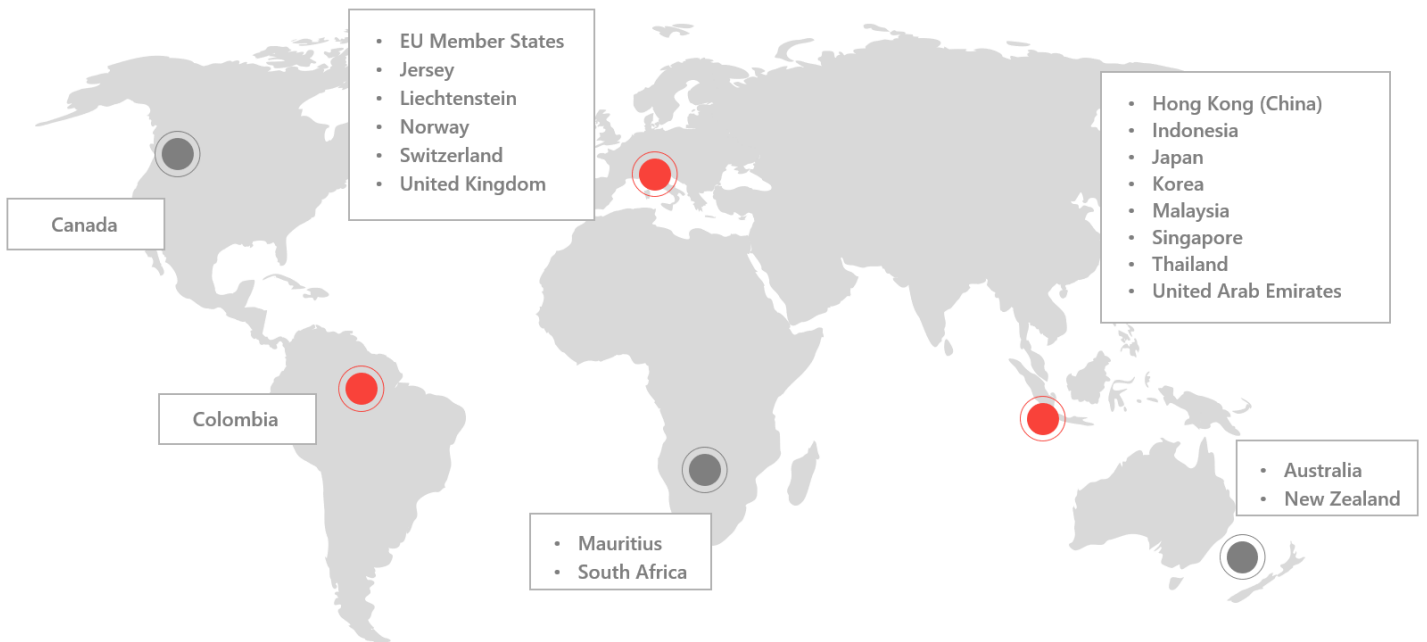 • EU Member States
• Jersey
• Liechtenstein
• Norway
• Switzerland
• United Kingdom
• Hong Kong (China)
• Indonesia
• Japan
• Korea
• Malaysia
• Singapore
• Thailand
• United Arab Emirates
Canada
Colombia
• Australia
• New Zealand
• Mauritius
• South Africa